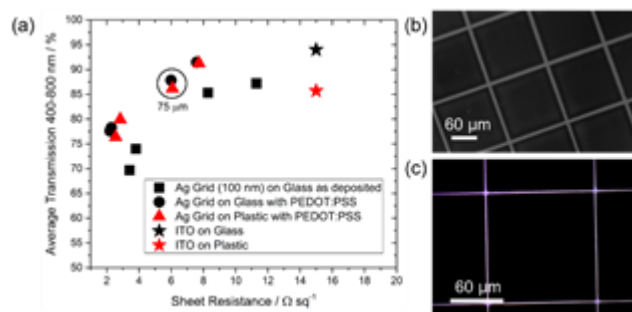 (a)
Average Transmission 400-800 nm / %
100
95
90
85
80
75
70
65
60
55
50
75 µm
Ag Grid (100 nm) on Glass as deposited
Ag Grid on Glass with PEDOT:PSS
Ag Grid on Plastic with PEDOT:PSS
ITO on Glass
ITO on Plastic
2 4 6 8 10 12 14 16 18 20
Sheet Resistance / Ω sq⁻¹
(b)
60 µm
(c)
60 µm